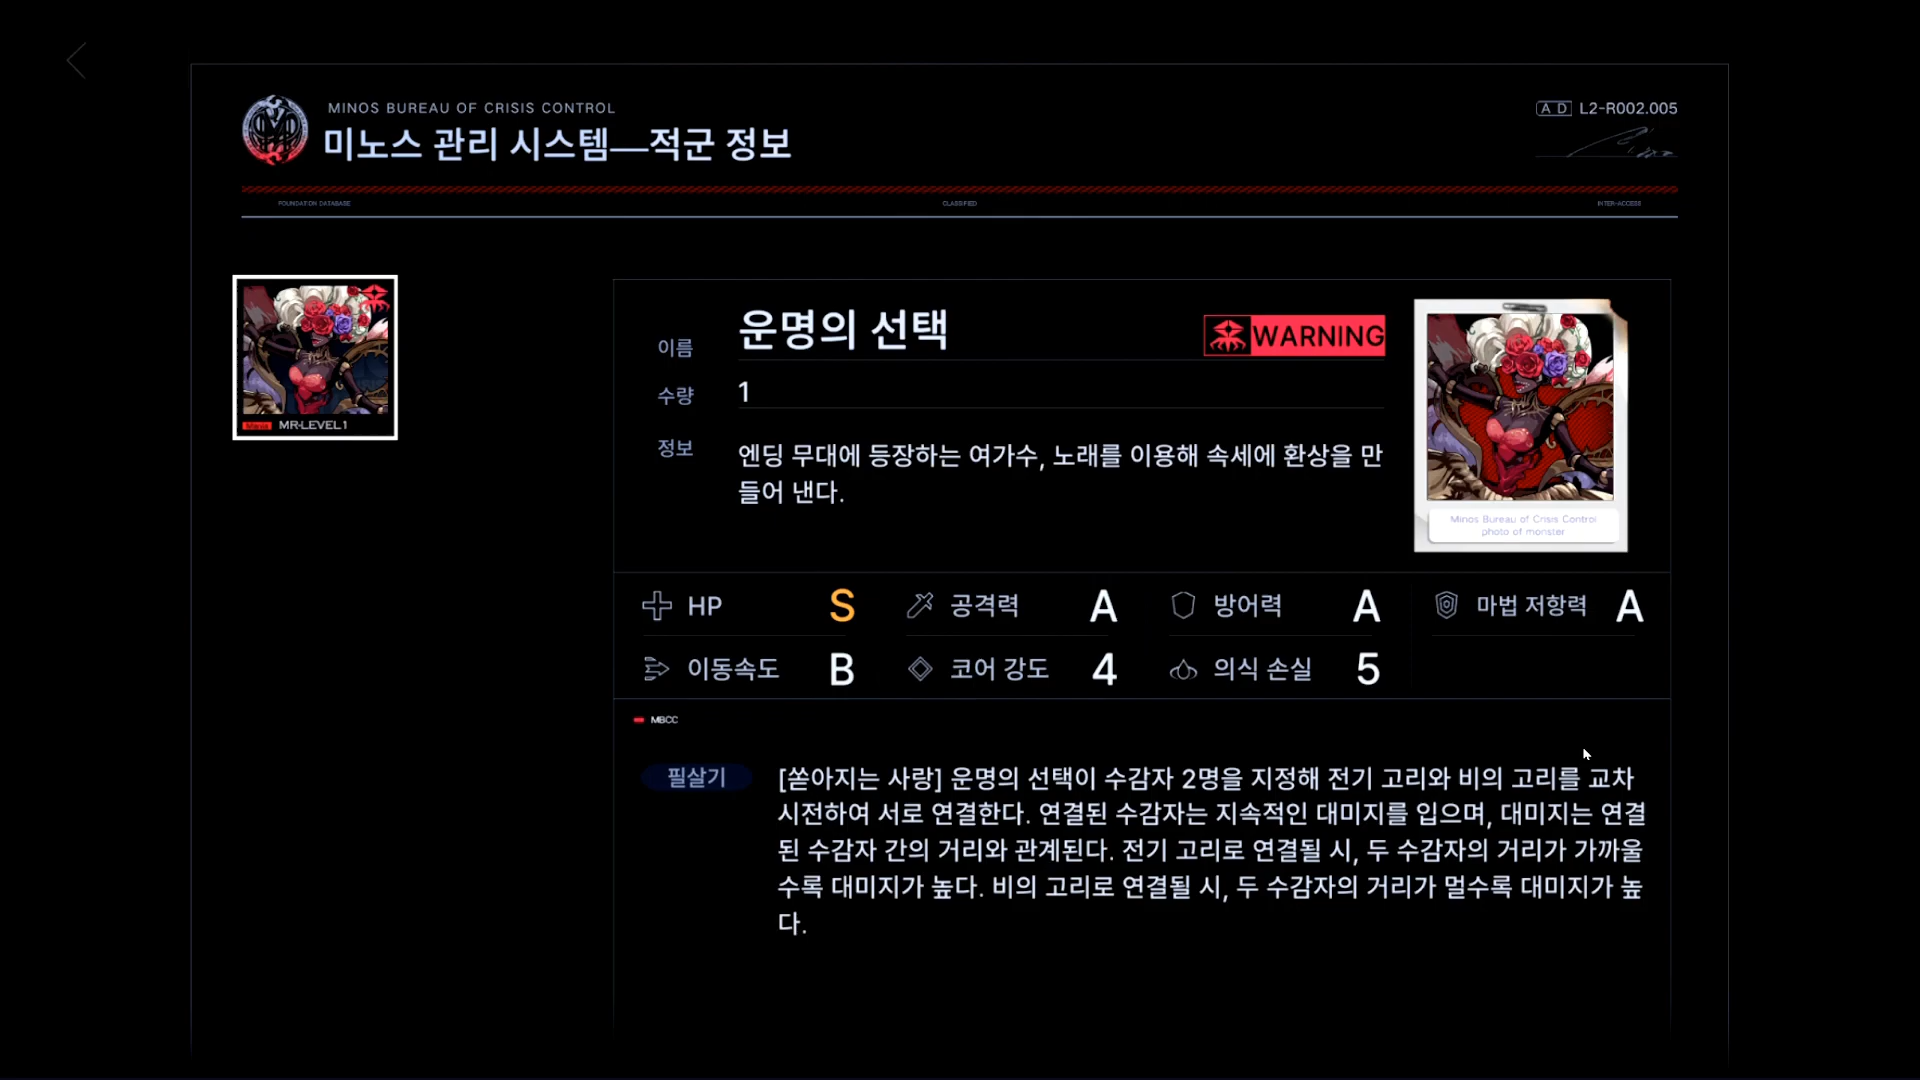 MINOS BUREAU OF CRISIS CONTROL
미노스 관리 시스템—적군 정보
AD L2-R002.005
FOUNDATION DATABASE
CLASSIFIED
INTER-ACCESS
MR-LEVEL1
이름 운명의 선택
WARNING
수량 1
정보 엔딩 무대에 등장하는 여가수, 노래를 이용해 속세에 환상을 만
들어 낸다.
Minos Bureau of Crisis Control
photo of monster
HP S 공격력 A 방어력 A 마법 저항력 A
이동속도 B 코어 강도 4 의식 손실 5
MBCC
필살기 [쏟아지는 사랑] 운명의 선택이 수감자 2명을 지정해 전기 고리와 비의 고리를 교차
시전하여 서로 연결한다. 연결된 수감자는 지속적인 대미지를 입으며, 대미지는 연결
된 수감자 간의 거리와 관계된다. 전기 고리로 연결될 시, 두 수감자의 거리가 가까울
수록 대미지가 높다. 비의 고리로 연결될 시, 두 수감자의 거리가 멀수록 대미지가 높
다.